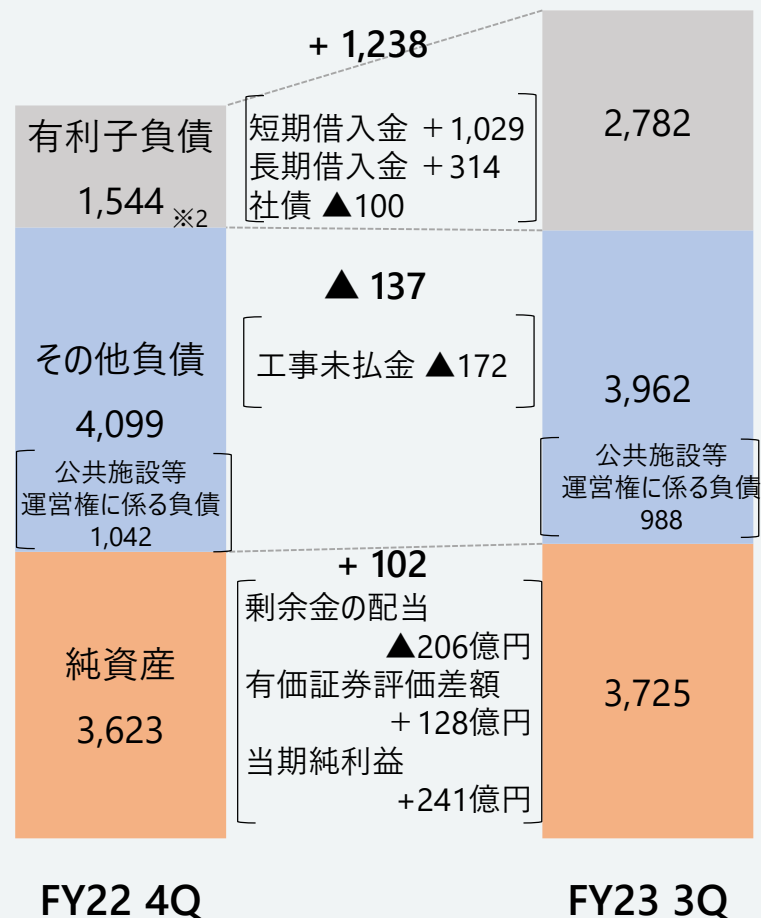 + 1,238
有利子負債
1,544 ※2
短期借入金 ＋1,029
長期借入金 ＋314
社債 ▲100
2,782
▲ 137
その他負債
4,099
工事未払金 ▲172
3,962
公共施設等
運営権に係る負債
1,042
公共施設等
運営権に係る負債
988
+ 102
純資産
3,623
剰余金の配当
▲206億円
有価証券評価差額
＋128億円
当期純利益
+241億円
3,725
FY22 4Q
FY23 3Q